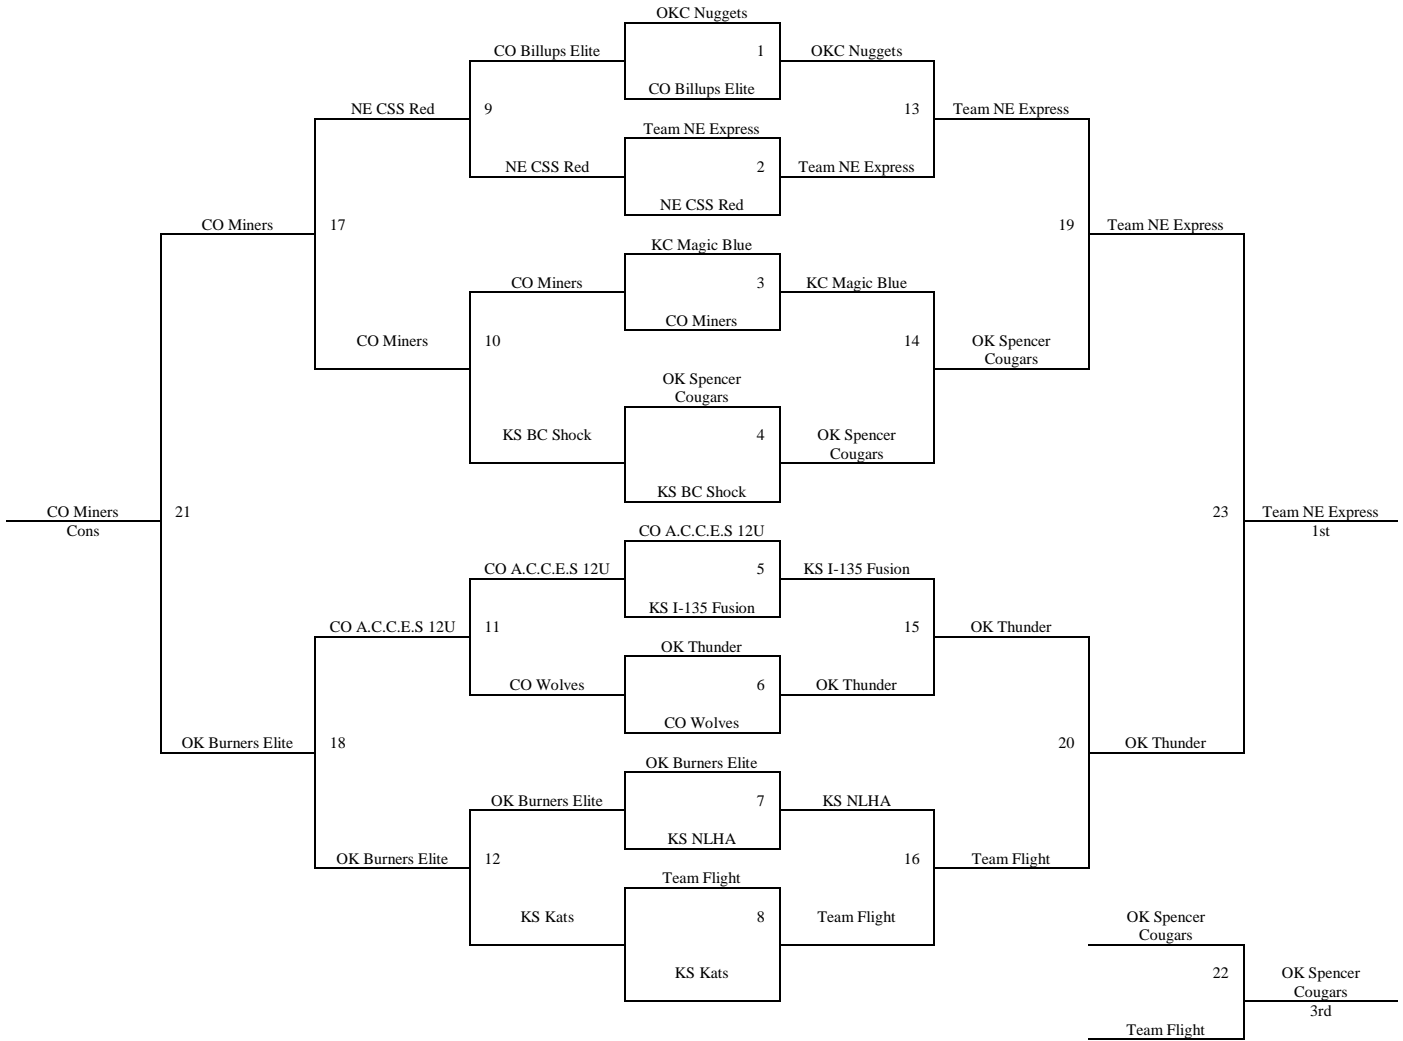 OKC Nuggets
CO Billups Elite
1
OKC Nuggets
CO Billups Elite
NE CSS Red
9
13
Team NE Express
Team NE Express
NE CSS Red
2
Team NE Express
NE CSS Red
CO Miners
17
19
Team NE Express
KC Magic Blue
CO Miners
3
KC Magic Blue
CO Miners
CO Miners
10
14
OK Spencer
Cougars
OK Spencer
Cougars
KS BC Shock
4
OK Spencer
Cougars
KS BC Shock
CO Miners
Cons
21
23
Team NE Express
1st
CO A.C.C.E.S 12U
CO A.C.C.E.S 12U
5
KS I-135 Fusion
KS I-135 Fusion
CO A.C.C.E.S 12U
11
15
OK Thunder
OK Thunder
CO Wolves
6
OK Thunder
CO Wolves
OK Burners Elite
18
20
OK Thunder
OK Burners Elite
OK Burners Elite
7
KS NLHA
KS NLHA
OK Burners Elite
12
16
Team Flight
Team Flight
KS Kats
8
Team Flight
KS Kats
OK Spencer
Cougars
22
OK Spencer
Cougars
3rd
Team Flight